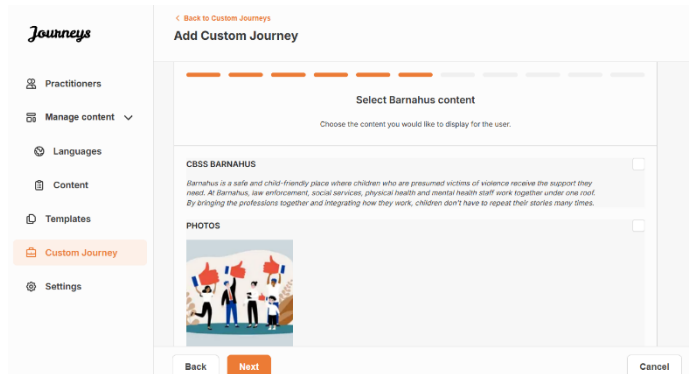 Journeys
< Back to Custom Journeys
Add Custom Journey
Practitioners
Manage content
Languages
Content
Templates
Custom Journey
Settings
Select Barnahus content
Choose the content you would like to display for the user.
CBSS BARNAHUS
Barnahus is a safe and child-friendly place where children who are presumed victims of violence receive the support they
need. At Barnahus, law enforcement, social services, physical health and mental health staff work together under one roof.
By bringing the professions together and integrating how they work, children don't have to repeat their stories many times.
PHOTOS
Back
Next
Cancel